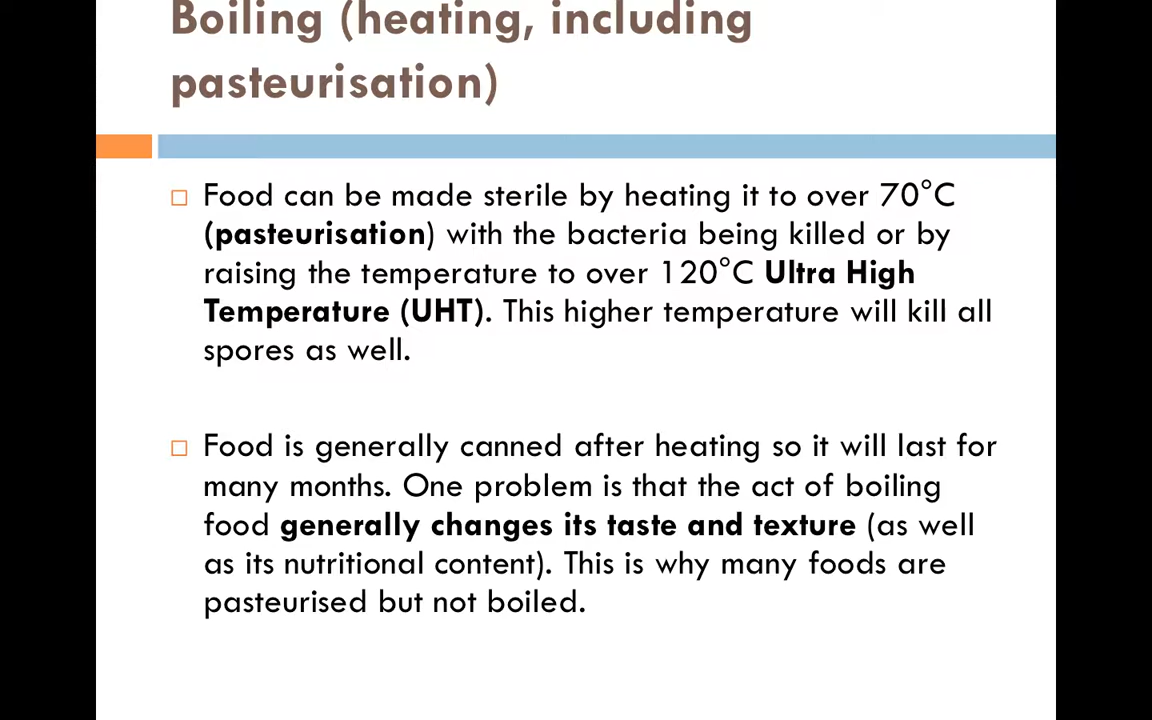 Boiling (heating, including
pasteurisation)
Food can be made sterile by heating it to over 70°C
(pasteurisation) with the bacteria being killed or by
raising the temperature to over 120°C Ultra High
Temperature (UHT). This higher temperature will kill all
spores as well.
Food is generally canned after heating so it will last for
many months. One problem is that the act of boiling
food generally changes its taste and texture (as well
as its nutritional content). This is why many foods are
pasteurised but not boiled.